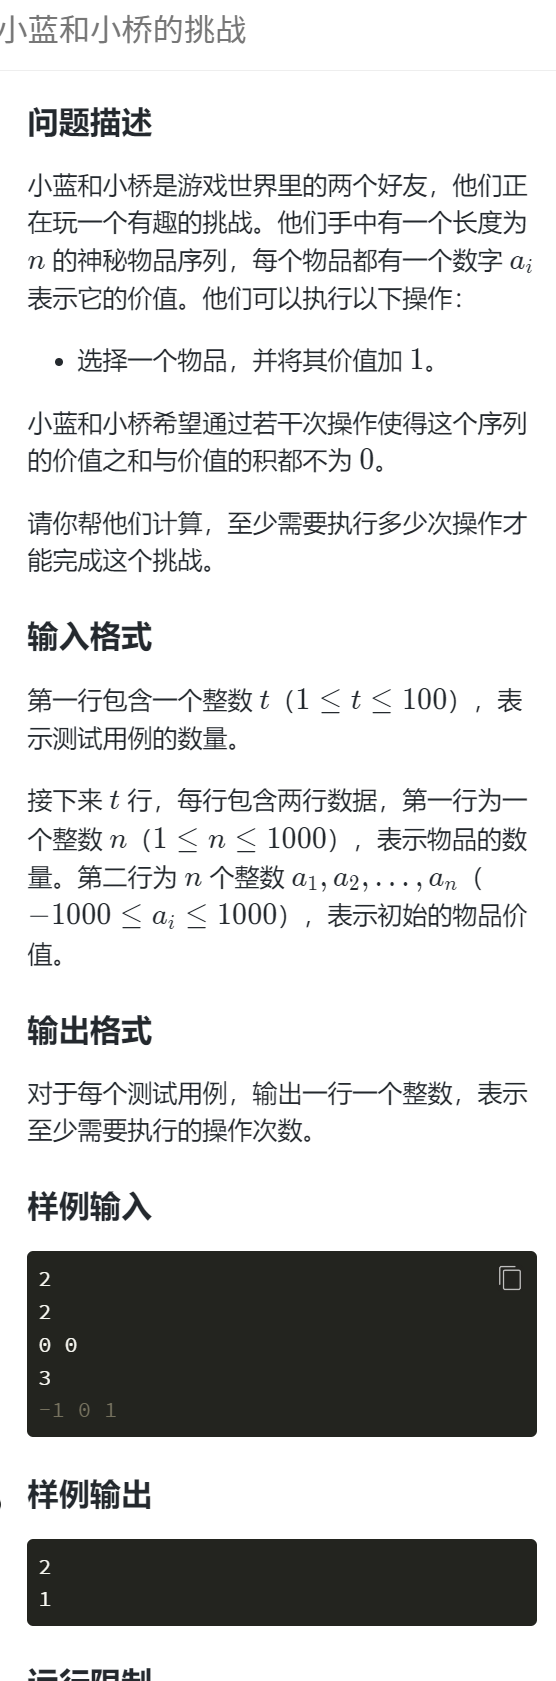 小蓝和小桥的挑战
问题描述
小蓝和小桥是游戏世界里的两个好友，他们正
在玩一个有趣的挑战。他们手中有一个长度为
n 的神秘物品序列，每个物品都有一个数字 aᵢ
表示它的价值。他们可以执行以下操作：
• 选择一个物品，并将其价值加 1。
小蓝和小桥希望通过若干次操作使得这个序列
的价值之和与价值的积都不为 0。
请你帮他们计算，至少需要执行多少次操作才
能完成这个挑战。
输入格式
第一行包含一个整数 t（1 ≤ t ≤ 100），表
示测试用例的数量。
接下来 t 行，每行包含两行数据，第一行为一
个整数 n（1 ≤ n ≤ 1000），表示物品的数
量。第二行为 n 个整数 a₁, a₂, ..., aₙ（
−1000 ≤ aᵢ ≤ 1000），表示初始的物品价
值。
输出格式
对于每个测试用例，输出一行一个整数，表示
至少需要执行的操作次数。
样例输入
2
2
0 0
3
-1 0 1
样例输出
2
1
运行限制